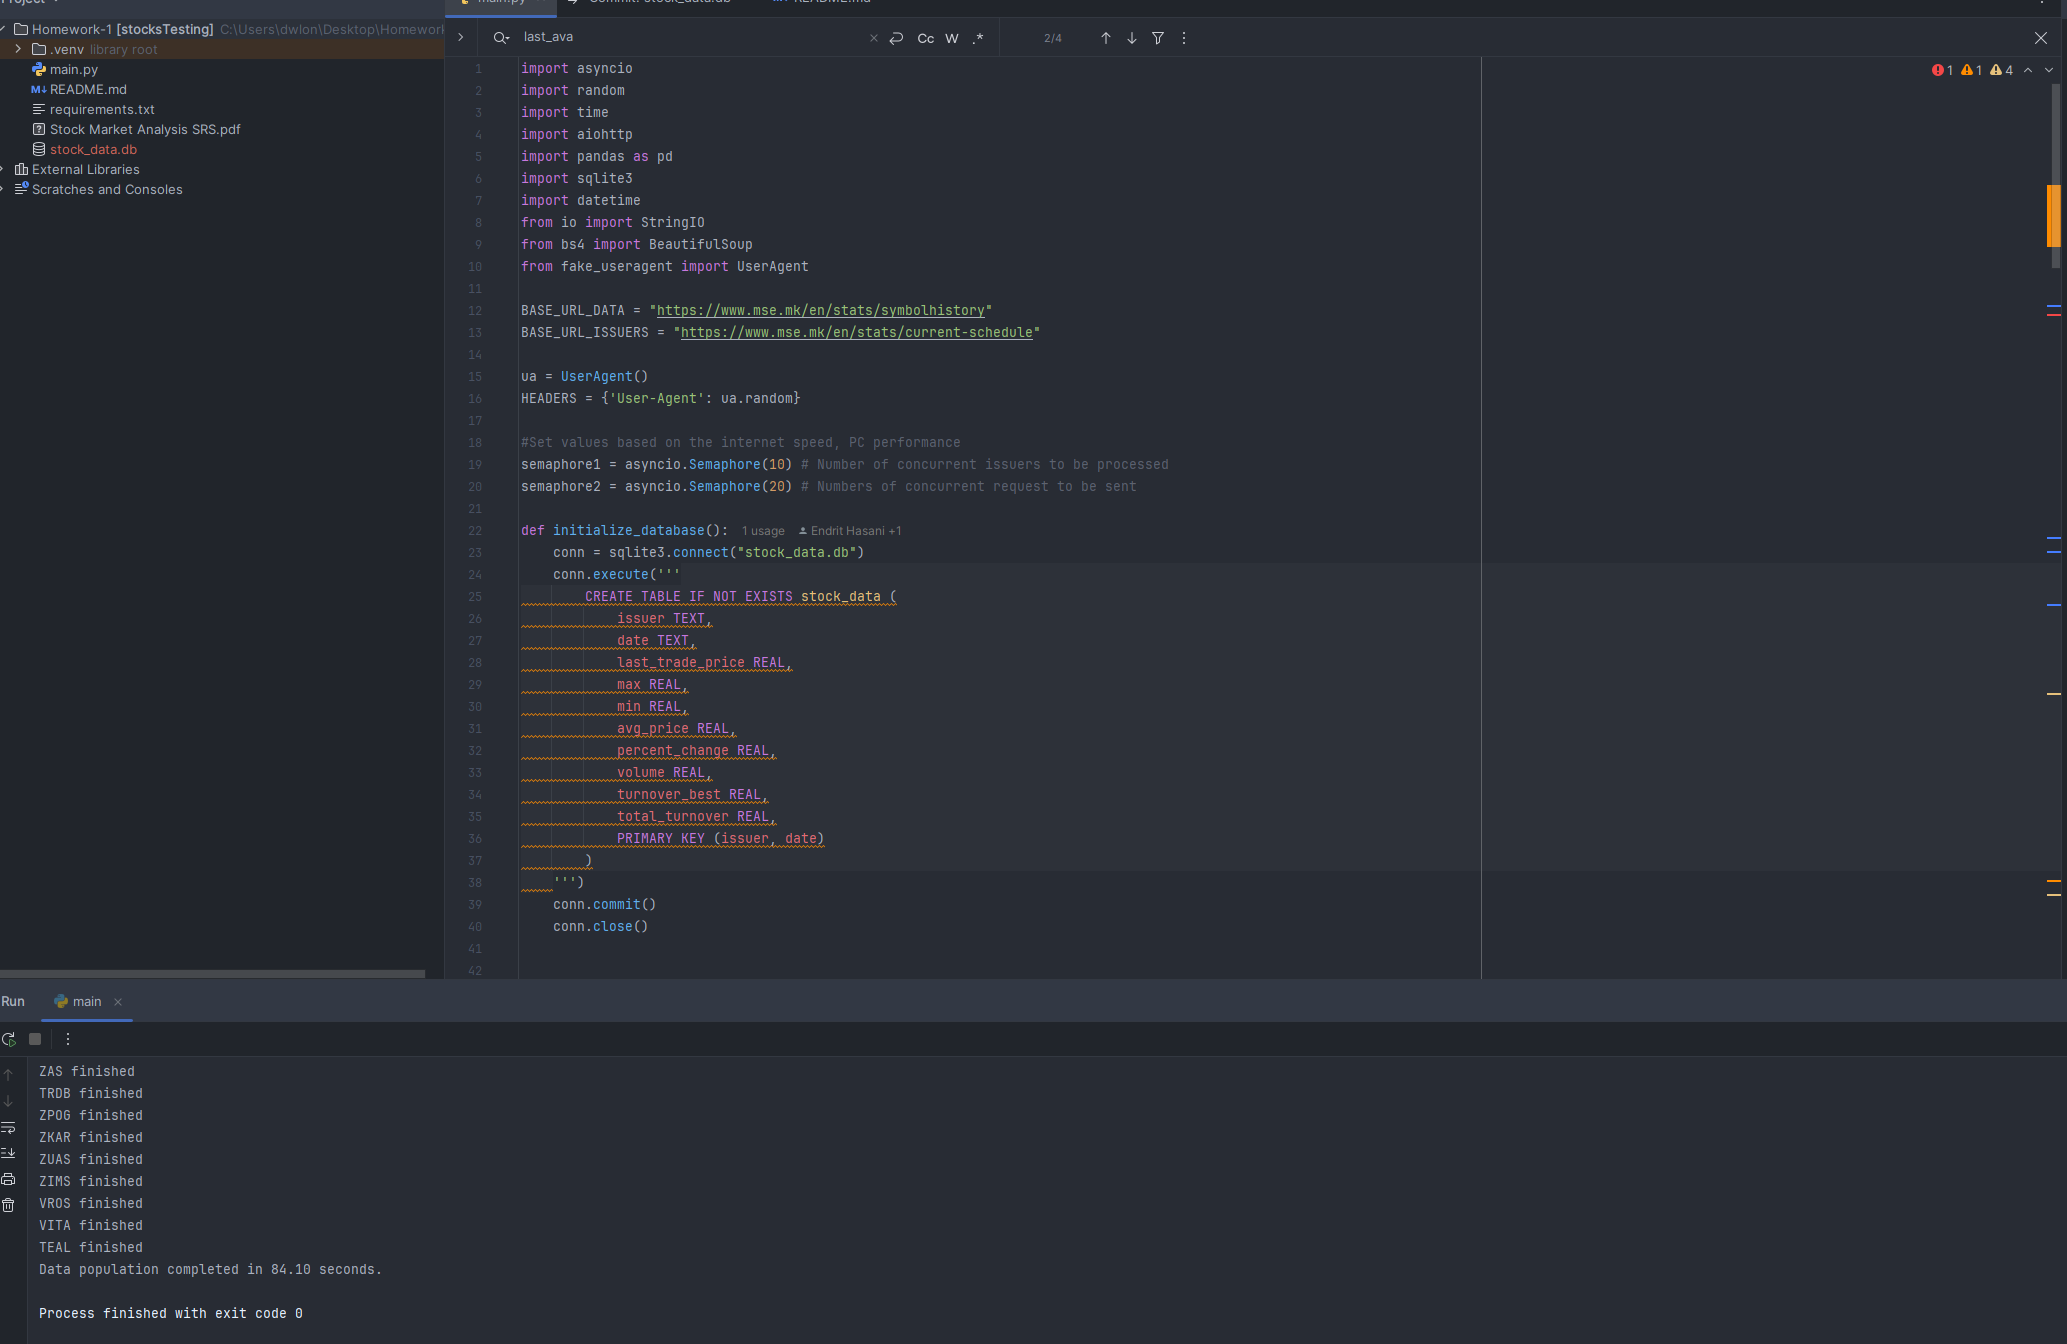 Project
main.py
Commit: stock_data.db
README.md
Homework-1 [stocksTesting] C:\Users\dwlon\Desktop\Homewor
.venv library root
main.py
README.md
requirements.txt
Stock Market Analysis SRS.pdf
stock_data.db
External Libraries
Scratches and Consoles
last_ava
Cc W .*
2/4
1 1 4
1 import asyncio
2 import random
3 import time
4 import aiohttp
5 import pandas as pd
6 import sqlite3
7 import datetime
8 from io import StringIO
9 from bs4 import BeautifulSoup
10 from fake_useragent import UserAgent
11
12 BASE_URL_DATA = "https://www.mse.mk/en/stats/symbolhistory"
13 BASE_URL_ISSUERS = "https://www.mse.mk/en/stats/current-schedule"
14
15 ua = UserAgent()
16 HEADERS = {'User-Agent': ua.random}
17
18 #Set values based on the internet speed, PC performance
19 semaphore1 = asyncio.Semaphore(10) # Number of concurrent issuers to be processed
20 semaphore2 = asyncio.Semaphore(20) # Numbers of concurrent request to be sent
21
22 def initialize_database(): 1 usage Endrit Hasani +1
23 conn = sqlite3.connect("stock_data.db")
24 conn.execute('''
25 CREATE TABLE IF NOT EXISTS stock_data (
26 issuer TEXT,
27 date TEXT,
28 last_trade_price REAL,
29 max REAL,
30 min REAL,
31 avg_price REAL,
32 percent_change REAL,
33 volume REAL,
34 turnover_best REAL,
35 total_turnover REAL,
36 PRIMARY KEY (issuer, date)
37 )
38 ''')
39 conn.commit()
40 conn.close()
41
42
Run
main
ZAS finished
TRDB finished
ZPOG finished
ZKAR finished
ZUAS finished
ZIMS finished
VROS finished
VITA finished
TEAL finished
Data population completed in 84.10 seconds.
Process finished with exit code 0